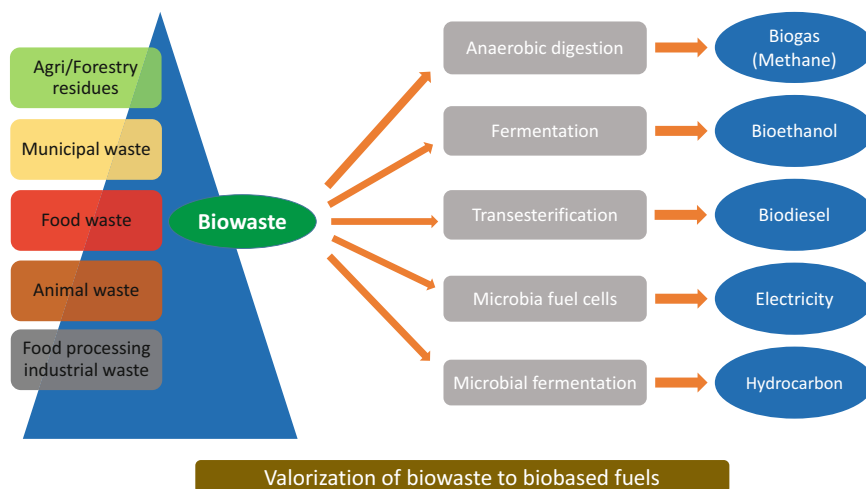 Agri/Forestry
residues
Municipal waste
Food waste
Animal waste
Food processing
industrial waste
Biowaste
Anaerobic digestion
Biogas
(Methane)
Fermentation
Bioethanol
Transesterification
Biodiesel
Microbia fuel cells
Electricity
Microbial fermentation
Hydrocarbon
Valorization of biowaste to biobased fuels